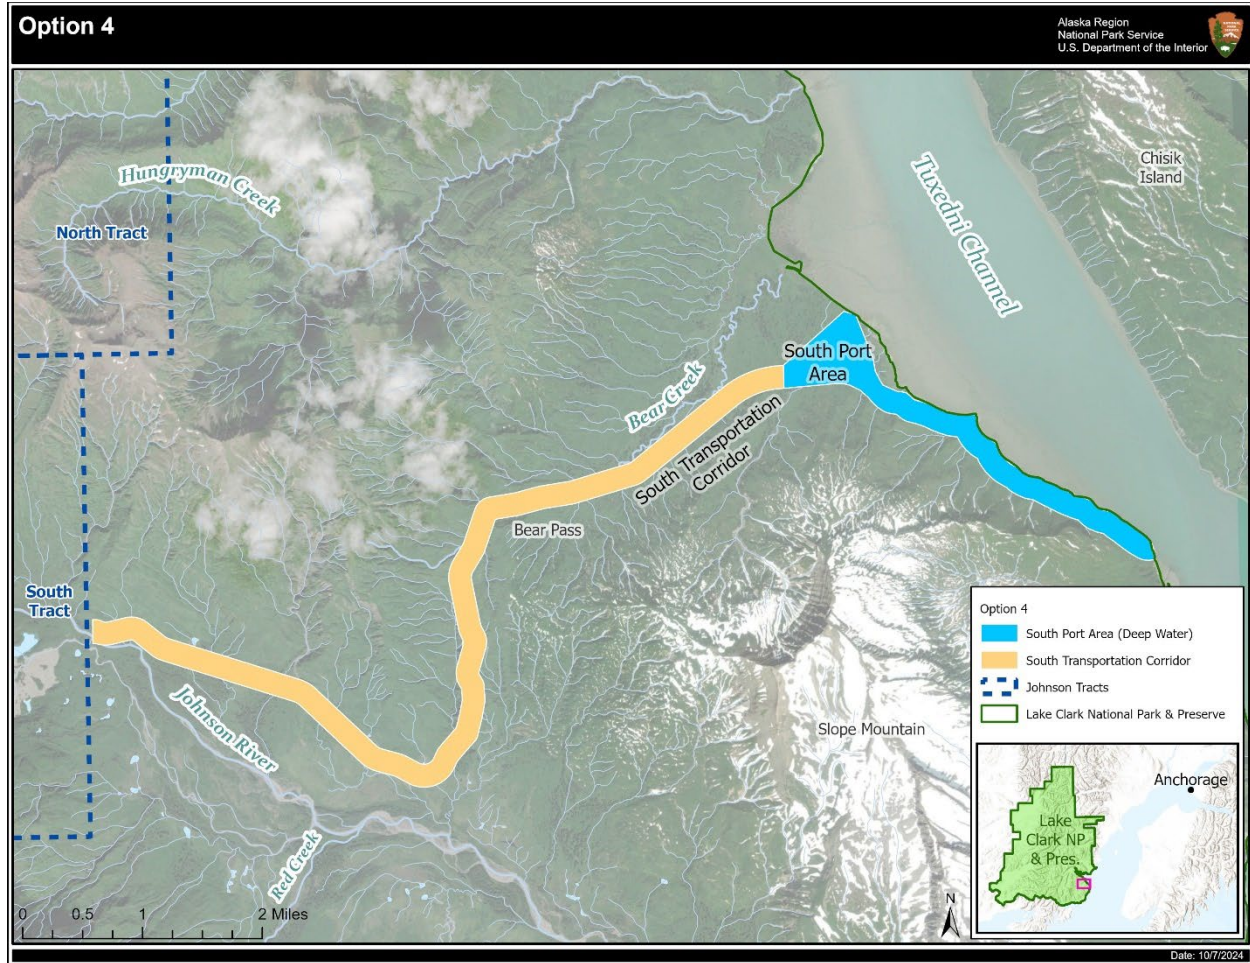 Option 4
Alaska Region
National Park Service
U.S. Department of the Interior
Hungryman Creek
North Tract
Tuxedni Channel
Chisik
Island
South Port
Area
Bear Creek
South Transportation
Corridor
Bear Pass
South
Tract
Johnson River
Slope Mountain
Red Creek
0 0.5 1 2 Miles
N
Option 4
South Port Area (Deep Water)
South Transportation Corridor
Johnson Tracts
Lake Clark National Park & Preserve
Anchorage
Lake
Clark NP
& Pres.
Date: 10/7/2024